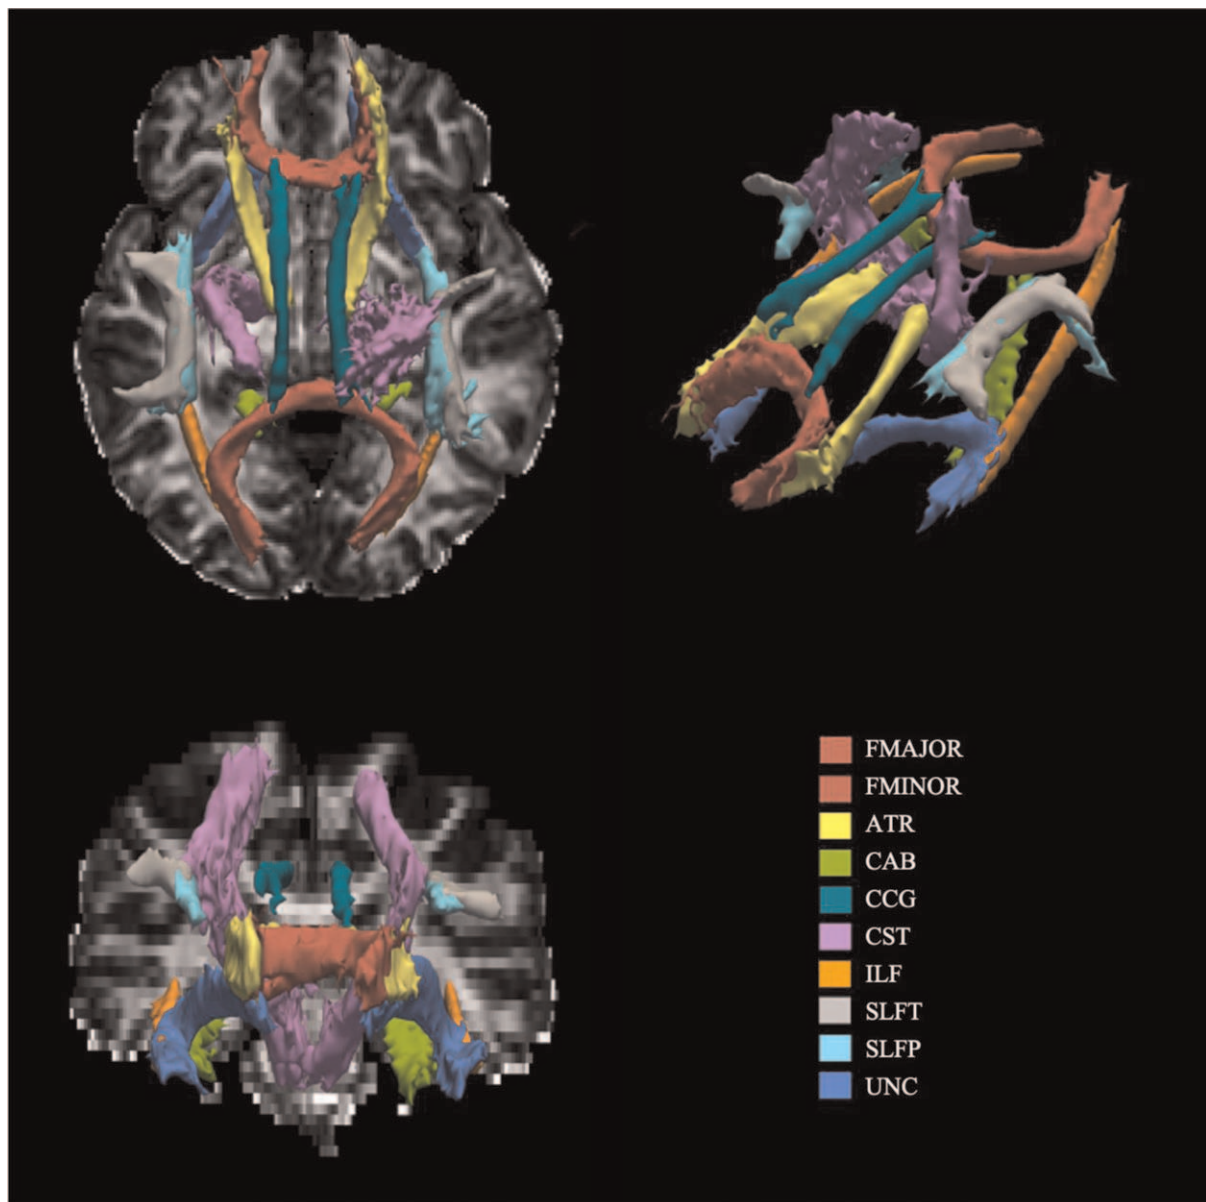 FMAJOR
FMINOR
ATR
CAB
CCG
CST
ILF
SLFT
SLFP
UNC